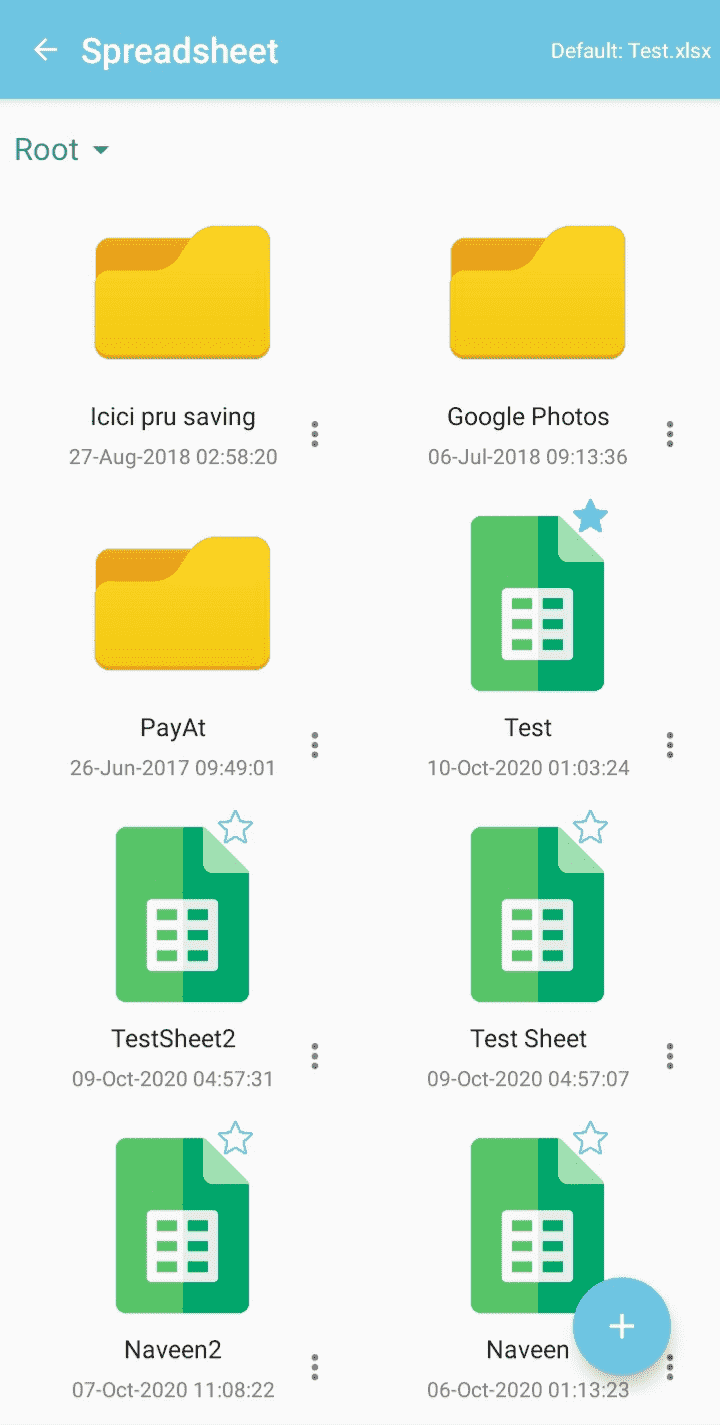 Spreadsheet
Default: Test.xlsx
Root
Icici pru saving
27-Aug-2018 02:58:20
Google Photos
06-Jul-2018 09:13:36
PayAt
26-Jun-2017 09:49:01
Test
10-Oct-2020 01:03:24
TestSheet2
09-Oct-2020 04:57:31
Test Sheet
09-Oct-2020 04:57:07
Naveen2
07-Oct-2020 11:08:22
Naveen
06-Oct-2020 01:13:23